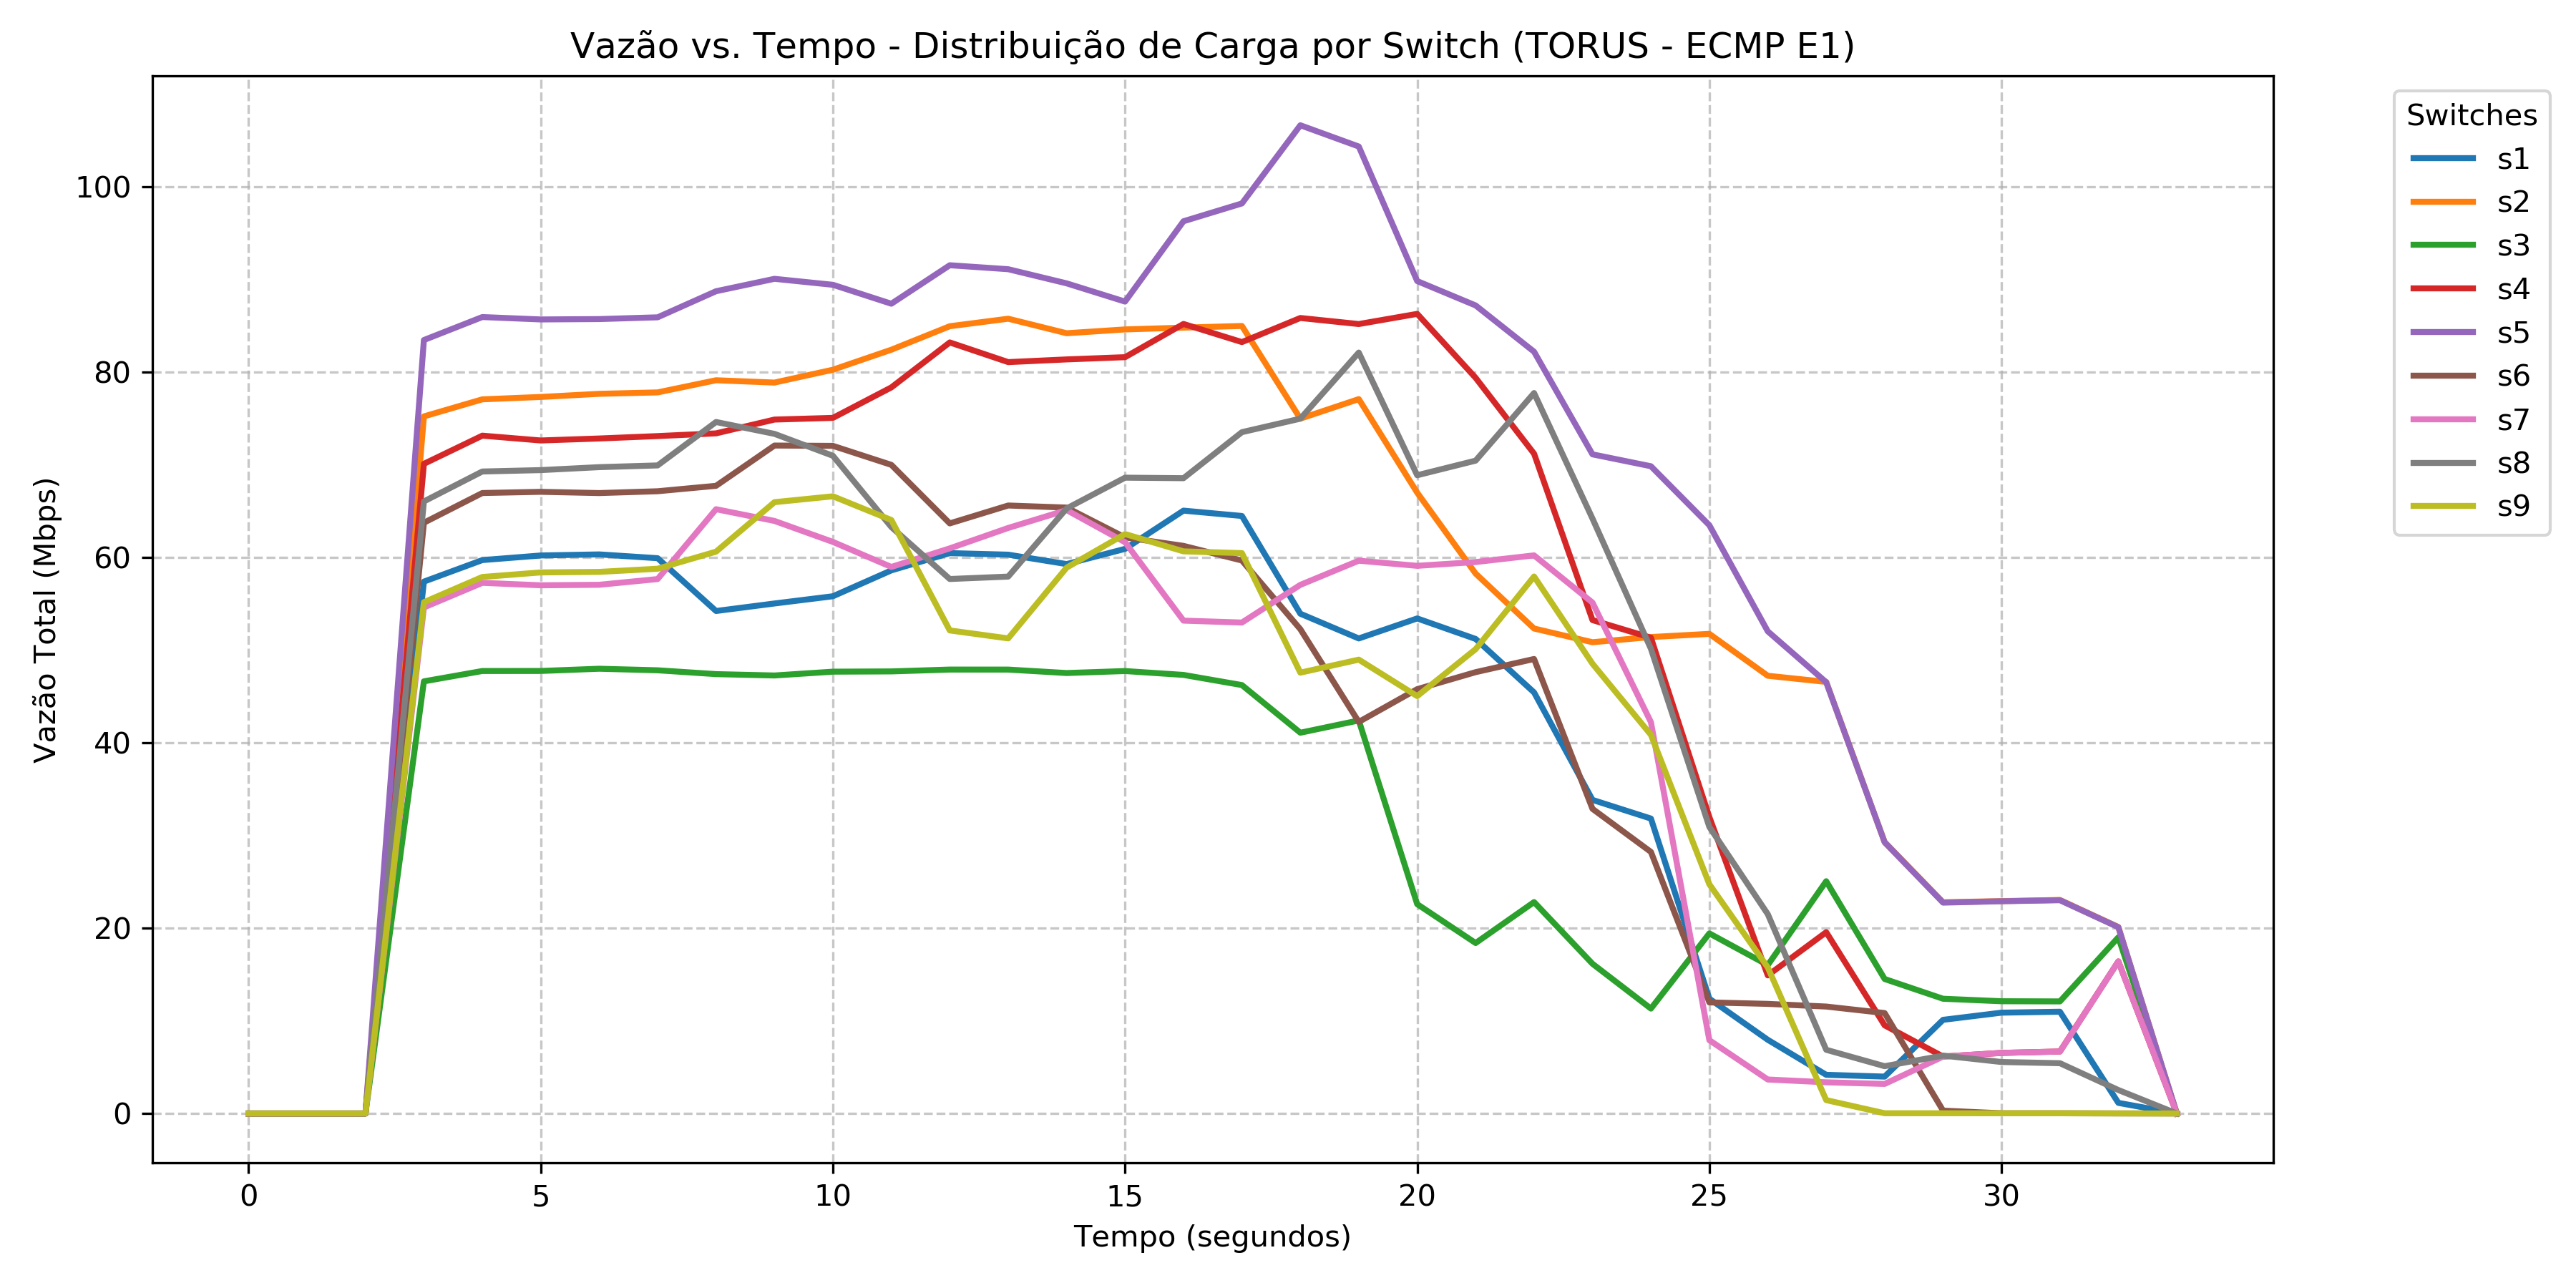 Vazão vs. Tempo - Distribuição de Carga por Switch (TORUS - ECMP E1)
Switches
s1
s2
s3
s4
s5
s6
s7
s8
s9
Vazão Total (Mbps)
100
80
60
40
20
0
0 5 10 15 20 25 30
Tempo (segundos)